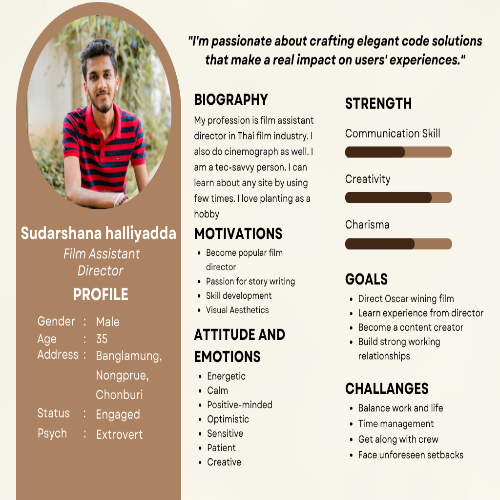 "I'm passionate about crafting elegant code solutions
that make a real impact on users' experiences."
Sudarshana halliyadda
Film Assistant
Director
PROFILE
Gender : Male
Age : 35
Address : Banglamung,
Nongprue,
Chonburi
Status : Engaged
Psych : Extrovert
BIOGRAPHY
My profession is film assistant
director in Thai film industry. I
also do cinemograph as well. I
am a tec-savvy person. I can
learn about any site by using
few times. I love planting as a
hobby
MOTIVATIONS
• Become popular film
director
• Passion for story writing
• Skill development
• Visual Aesthetics
ATTITUDE AND
EMOTIONS
• Energetic
• Calm
• Positive-minded
• Optimistic
• Sensitive
• Patient
• Creative
STRENGTH
Communication Skill
Creativity
Charisma
GOALS
• Direct Oscar wining film
• Learn experience from director
• Become a content creator
• Build strong working
relationships
CHALLANGES
• Balance work and life
• Time management
• Get along with crew
• Face unforeseen setbacks